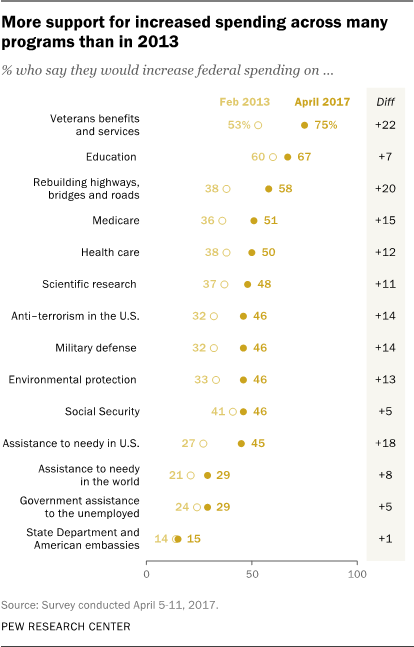 More support for increased spending across many
programs than in 2013
% who say they would increase federal spending on ...
Feb 2013 April 2017 Diff
Veterans benefits
and services 53% 75% +22
Education 60 67 +7
Rebuilding highways,
bridges and roads 38 58 +20
Medicare 36 51 +15
Health care 38 50 +12
Scientific research 37 48 +11
Anti–terrorism in the U.S. 32 46 +14
Military defense 32 46 +14
Environmental protection 33 46 +13
Social Security 41 46 +5
Assistance to needy in U.S. 27 45 +18
Assistance to needy
in the world 21 29 +8
Government assistance
to the unemployed 24 29 +5
State Department and
American embassies 14 15 +1
0 50 100
Source: Survey conducted April 5-11, 2017.
PEW RESEARCH CENTER